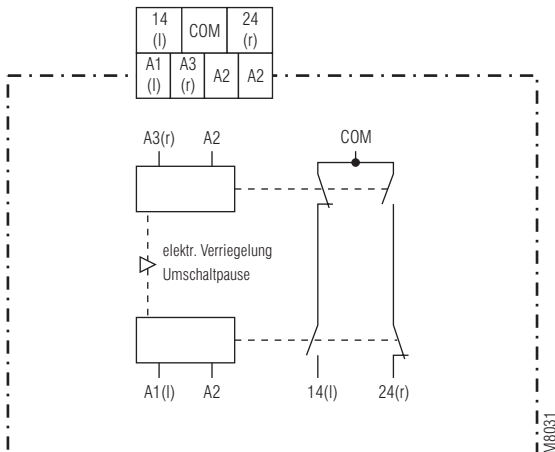 14 (l) COM 24 (r)
A1 (l) A3 (r) A2 A2
A3(r) A2 COM
elektr. Verriegelung
Umschaltpause
A1(l) A2 14(l) 24(r)
M8031